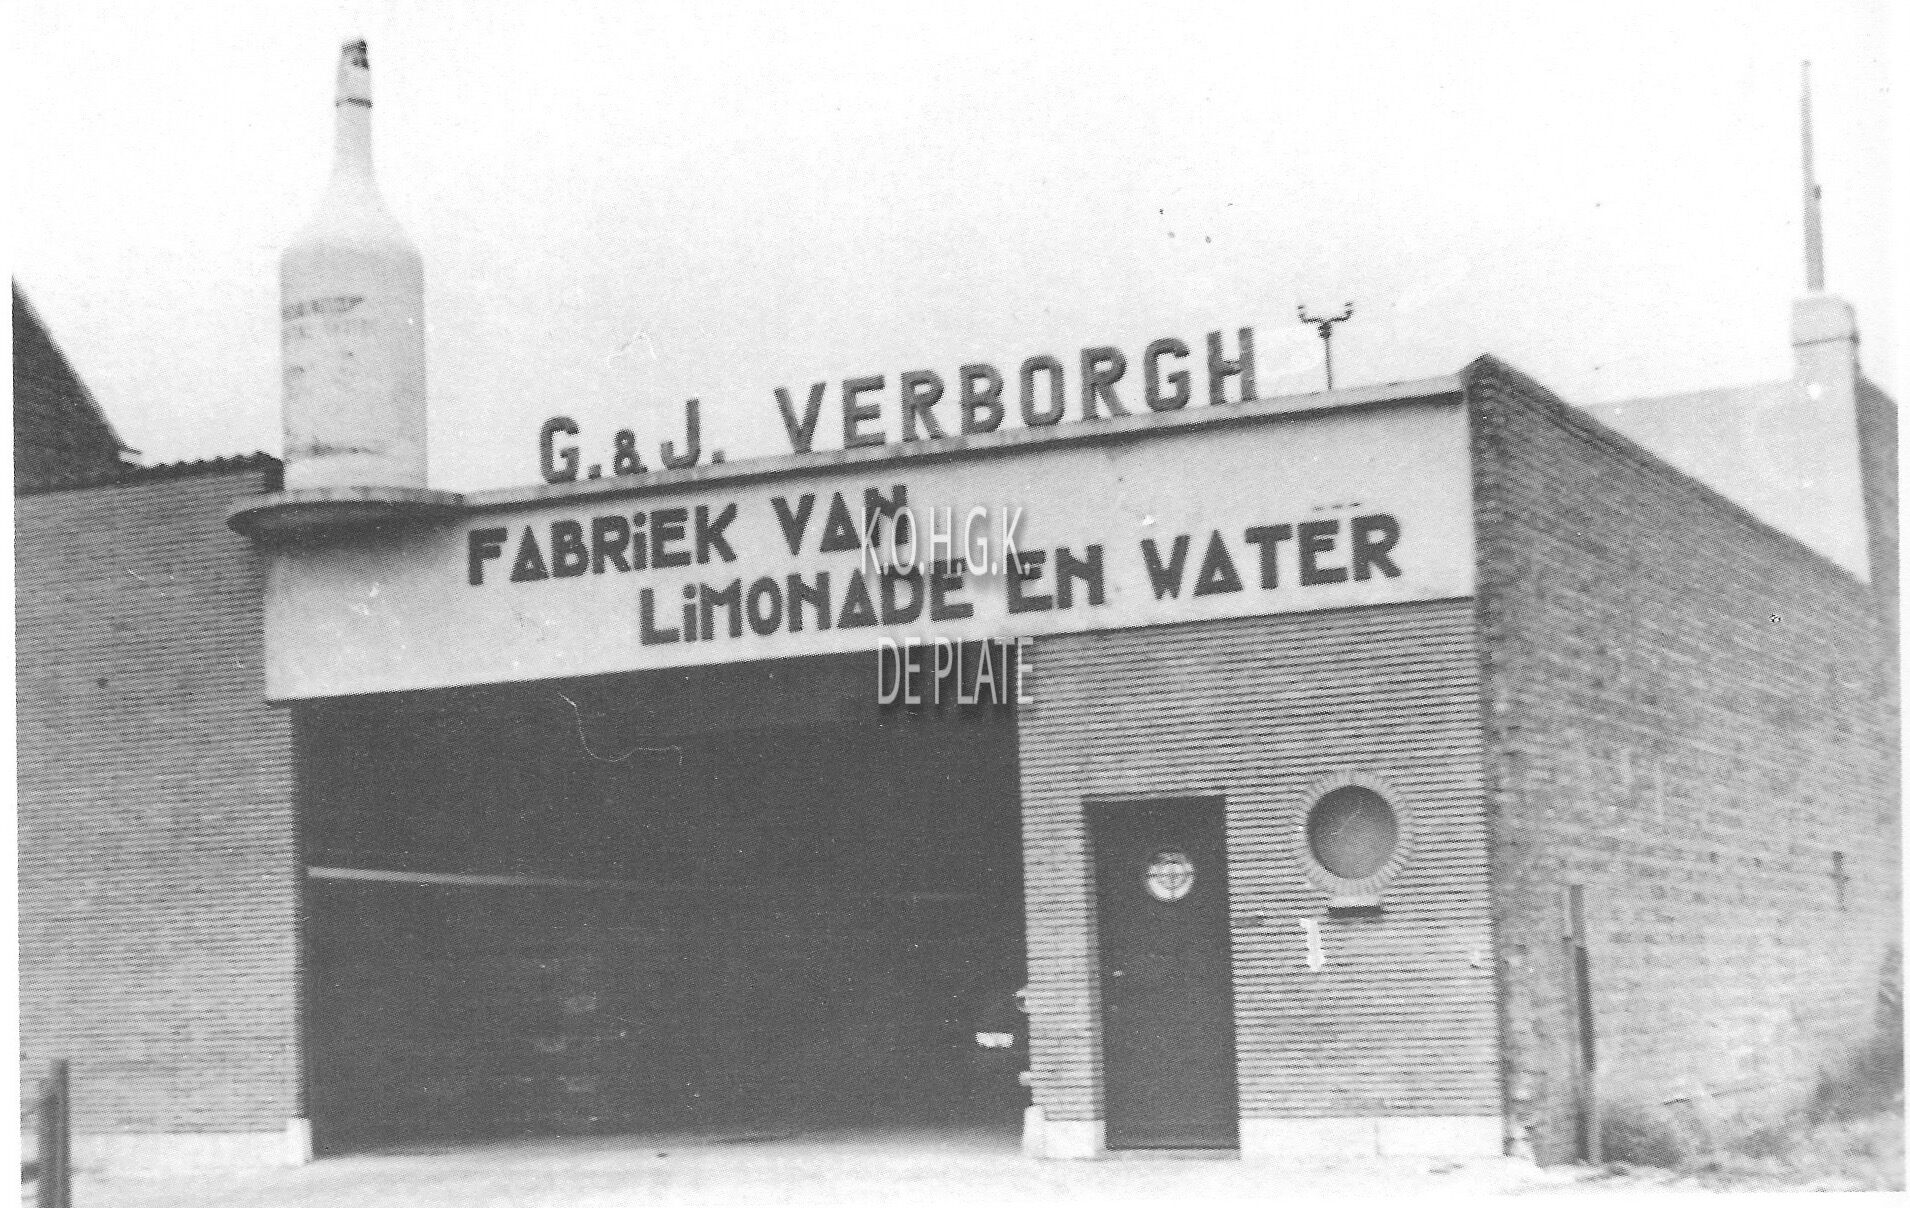 G. & J. VERBORGH
FABRiEK VAN
LiMONADE EN WATER
K.O.H.G.K.
DE PLATE